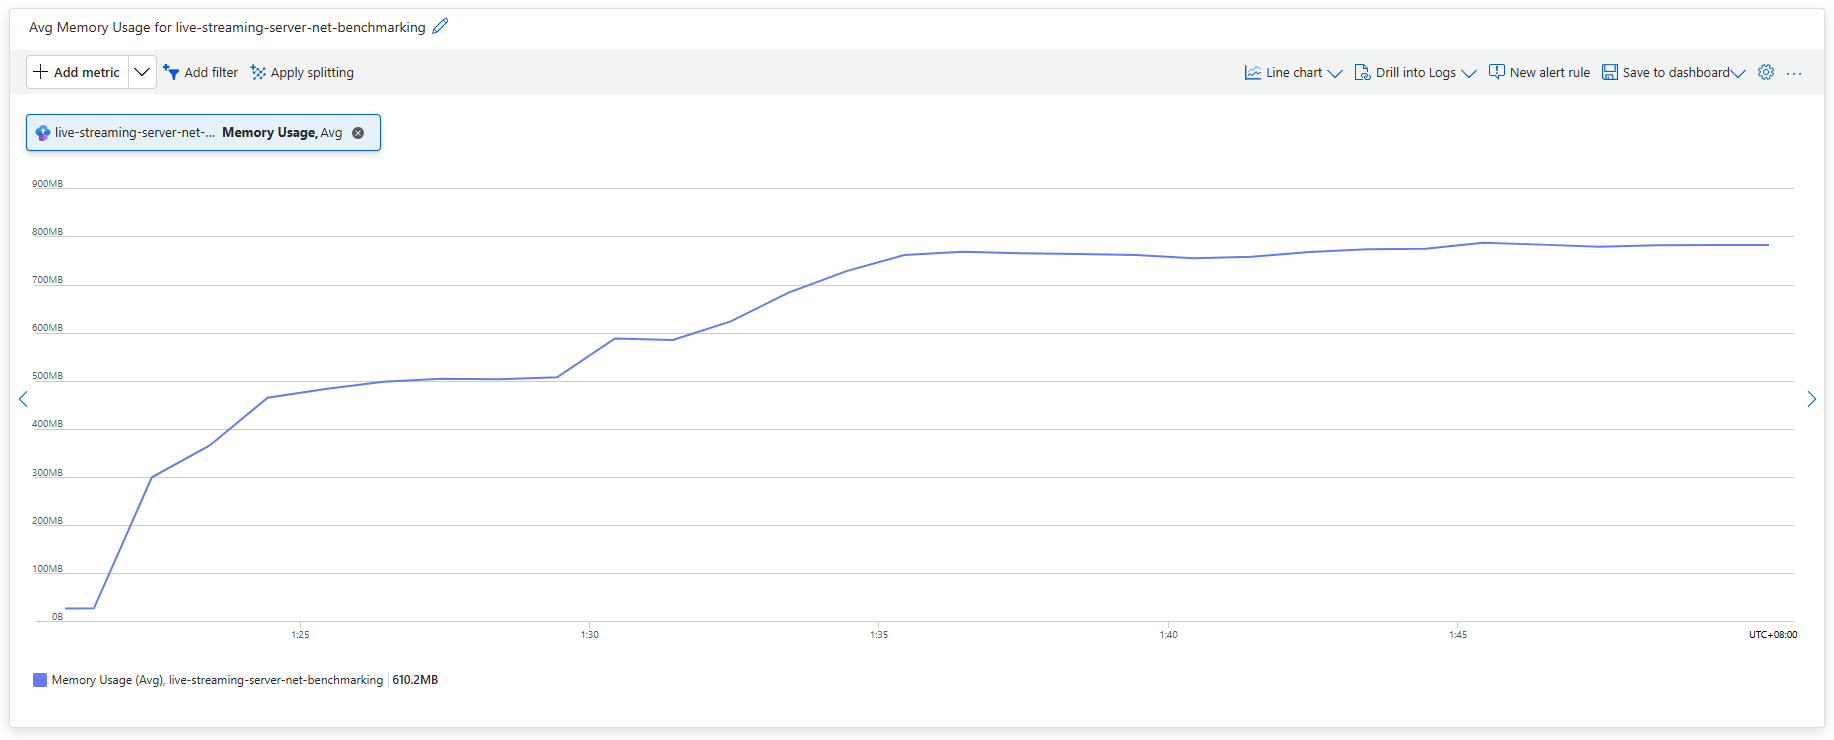 Avg Memory Usage for live-streaming-server-net-benchmarking
Add metric Add filter Apply splitting Line chart Drill into Logs New alert rule Save to dashboard ...
live-streaming-server-net-... Memory Usage, Avg
900MB
800MB
700MB
600MB
500MB
400MB
300MB
200MB
100MB
0B
1:25 1:30 1:35 1:40 1:45 UTC+08:00
Memory Usage (Avg), live-streaming-server-net-benchmarking 610.2MB